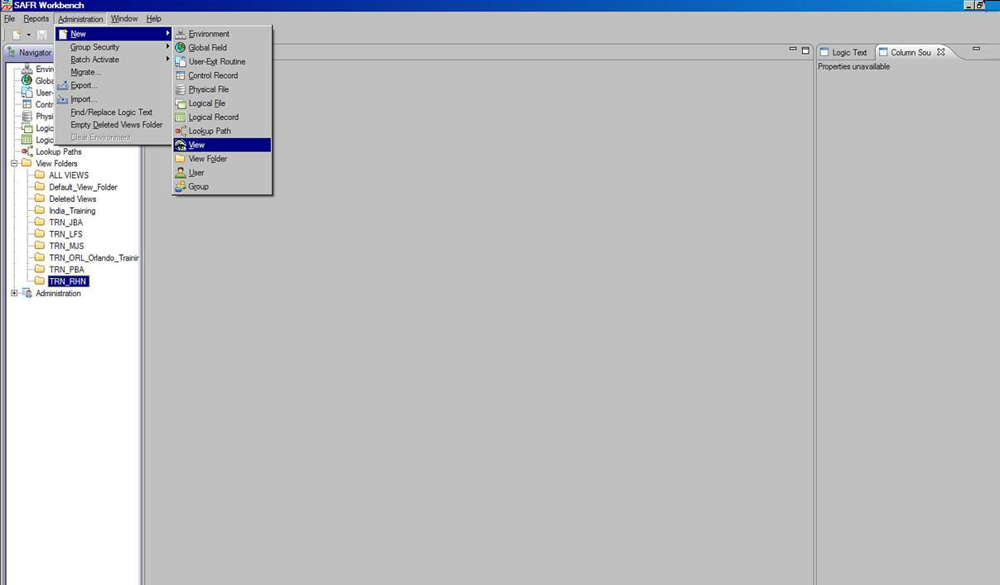 SAFR Workbench
File Reports Administration Window Help
New
Group Security
Batch Activate
Migrate...
Export...
Import...
Find/Replace Logic Text
Empty Deleted Views Folder
Clear Environment
Environment
Global Field
User-Exit Routine
Control Record
Physical File
Logical File
Logical Record
Lookup Path
View
View Folder
User
Group
Navigator
Envir
Globa
User-
Contr
Physi
Logic
Logic
Lookup Paths
View Folders
ALL VIEWS
Default_View_Folder
Deleted Views
India_Training
TRN_JBA
TRN_LFS
TRN_MJS
TRN_ORL_Orlando_Trainin
TRN_PBA
TRN_RHN
Administration
Logic Text Column Sou
Properties unavailable